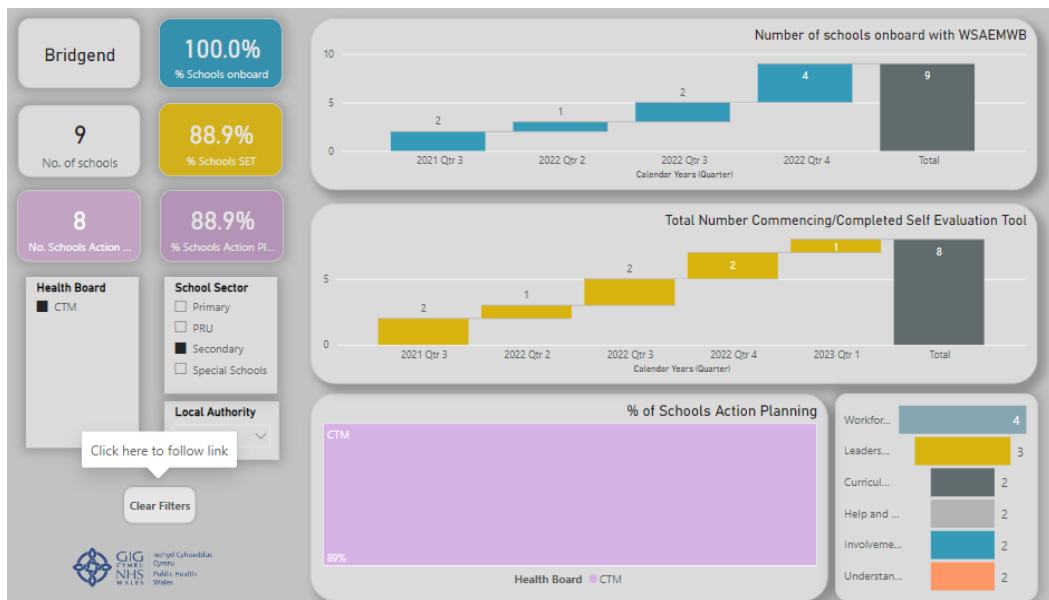 Bridgend
100.0%
% Schools onboard
9
No. of schools
88.9%
% Schools SET
8
No. Schools Action ...
88.9%
% Schools Action Pl...
Health Board
CTM
School Sector
Primary
PRU
Secondary
Special Schools
Local Authority
Click here to follow link
Clear Filters
GIG
CYMRU
NHS
WALES
Iechyd Cyhoeddus
Cymru
Public Health
Wales
Number of schools onboard with WSAEMWB
10
5
0
2
1
2
4
9
2021 Qtr 3
2022 Qtr 2
2022 Qtr 3
2022 Qtr 4
Total
Calendar Years (Quarter)
Total Number Commencing/Completed Self Evaluation Tool
5
0
2
1
2
2
1
8
2021 Qtr 3
2022 Qtr 2
2022 Qtr 3
2022 Qtr 4
2023 Qtr 1
Total
Calendar Years (Quarter)
% of Schools Action Planning
CTM
89%
Health Board CTM
Workfor... 4
Leaders... 3
Curricul... 2
Help and ... 2
Involveme... 2
Understan... 2